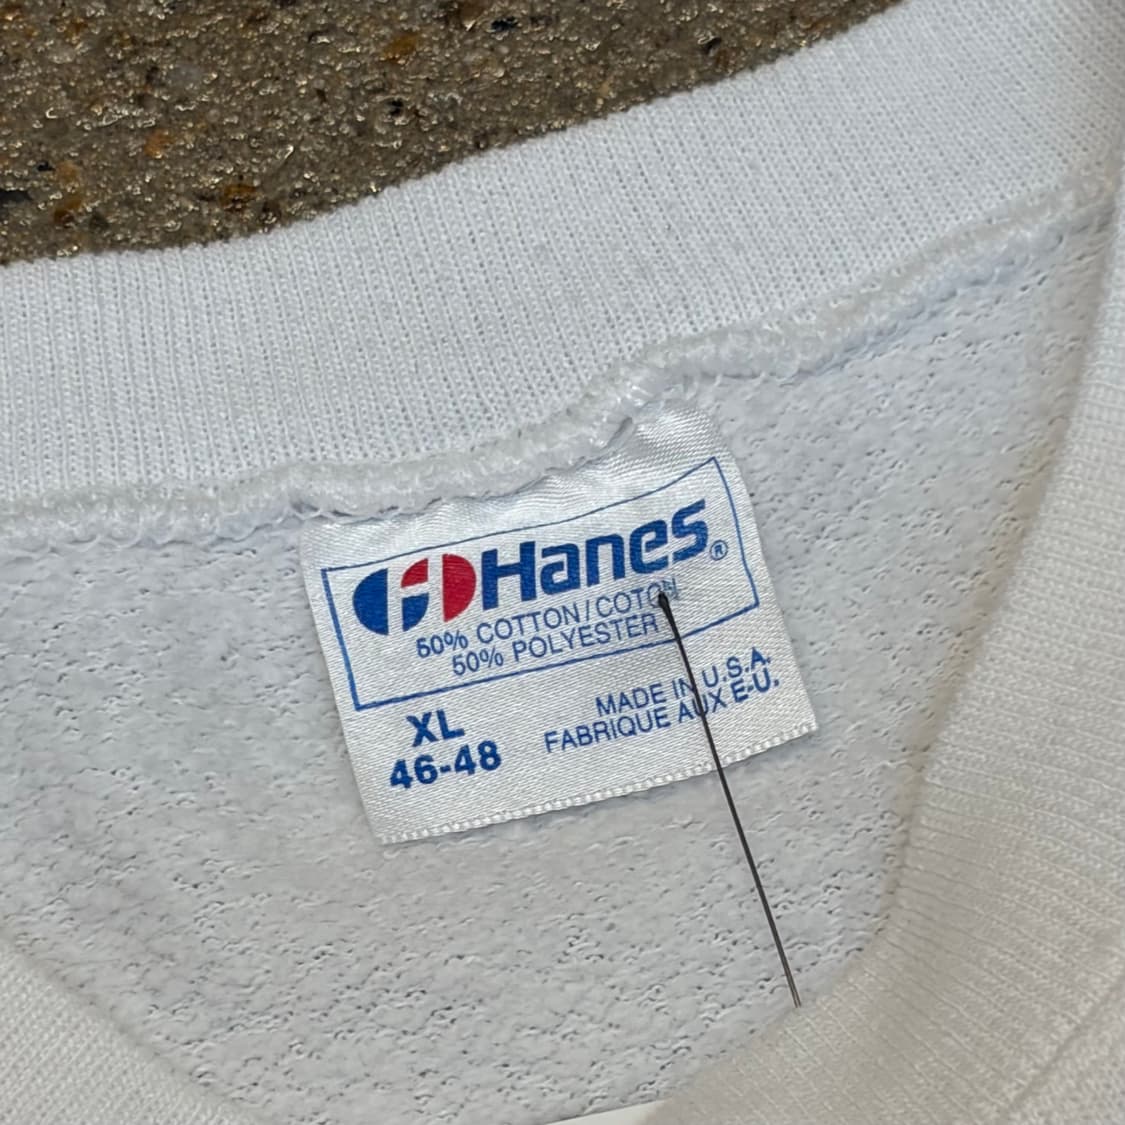 Hanes®
50% COTTON/COTON
50% POLYESTER
XL
46-48
MADE IN U.S.A.
FABRIQUE AUX E-U.